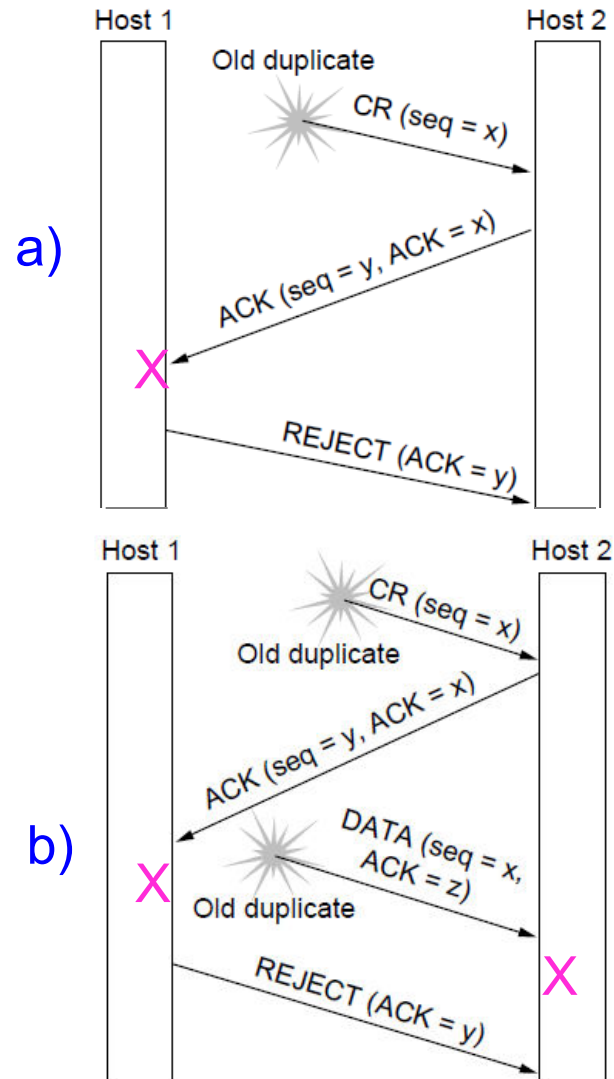 Host 1
Host 2
Old duplicate
CR (seq = x)
a)
ACK (seq = y, ACK = x)
X
REJECT (ACK = y)
Host 1
Host 2
CR (seq = x)
Old duplicate
ACK (seq = y, ACK = x)
b)
DATA (seq = x,
ACK = z)
X
Old duplicate
X
REJECT (ACK = y)